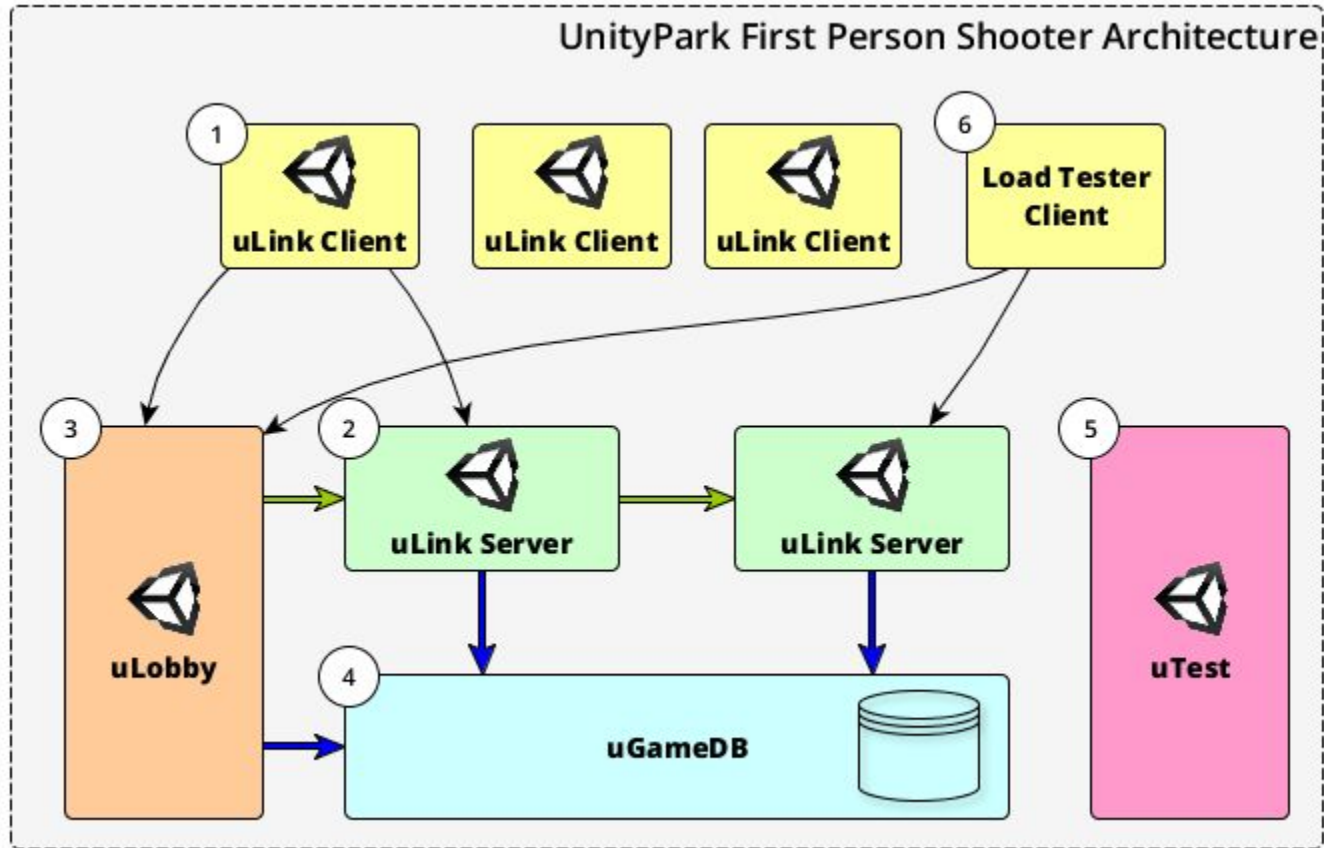 UnityPark First Person Shooter Architecture
1
6
uLink Client
uLink Client
uLink Client
Load Tester
Client
3
2
5
uLink Server
uLink Server
uLobby
uTest
4
uGameDB